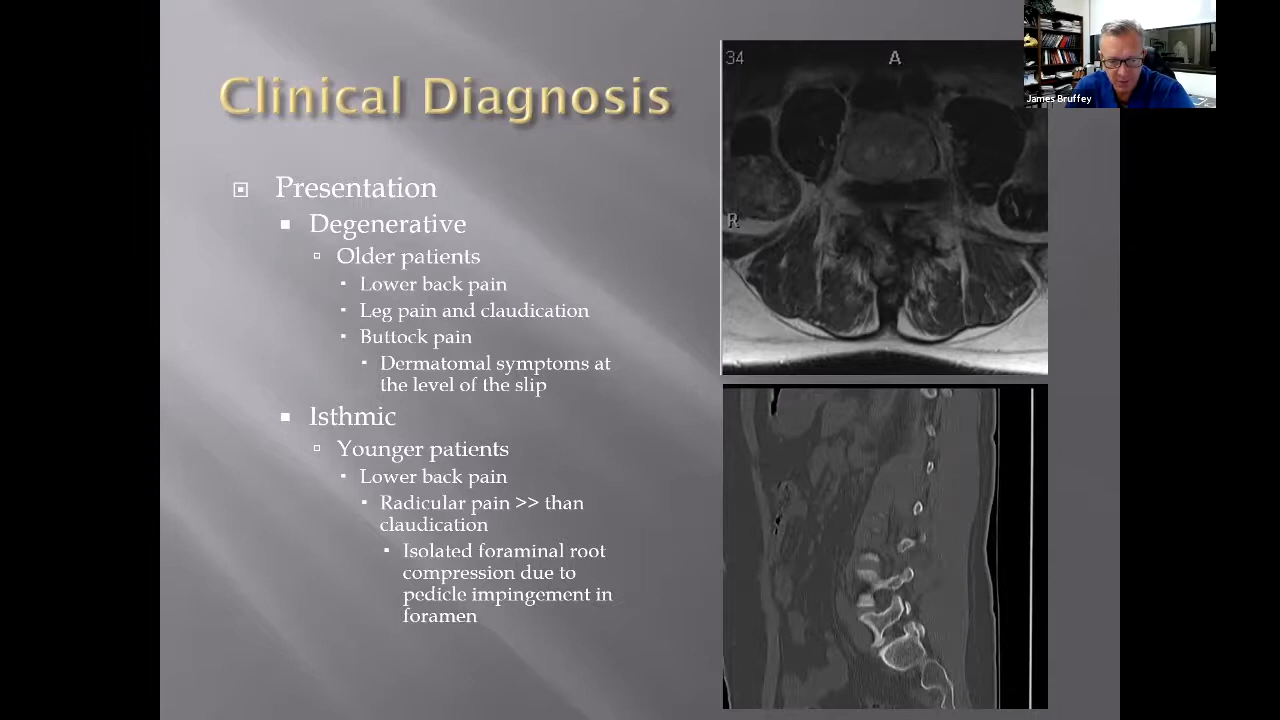 Clinical Diagnosis
Presentation
Degenerative
Older patients
Lower back pain
Leg pain and claudication
Buttock pain
Dermatomal symptoms at
the level of the slip
Isthmic
Younger patients
Lower back pain
Radicular pain >> than
claudication
Isolated foraminal root
compression due to
pedicle impingement in
foramen
34
A
R
James Bruffey